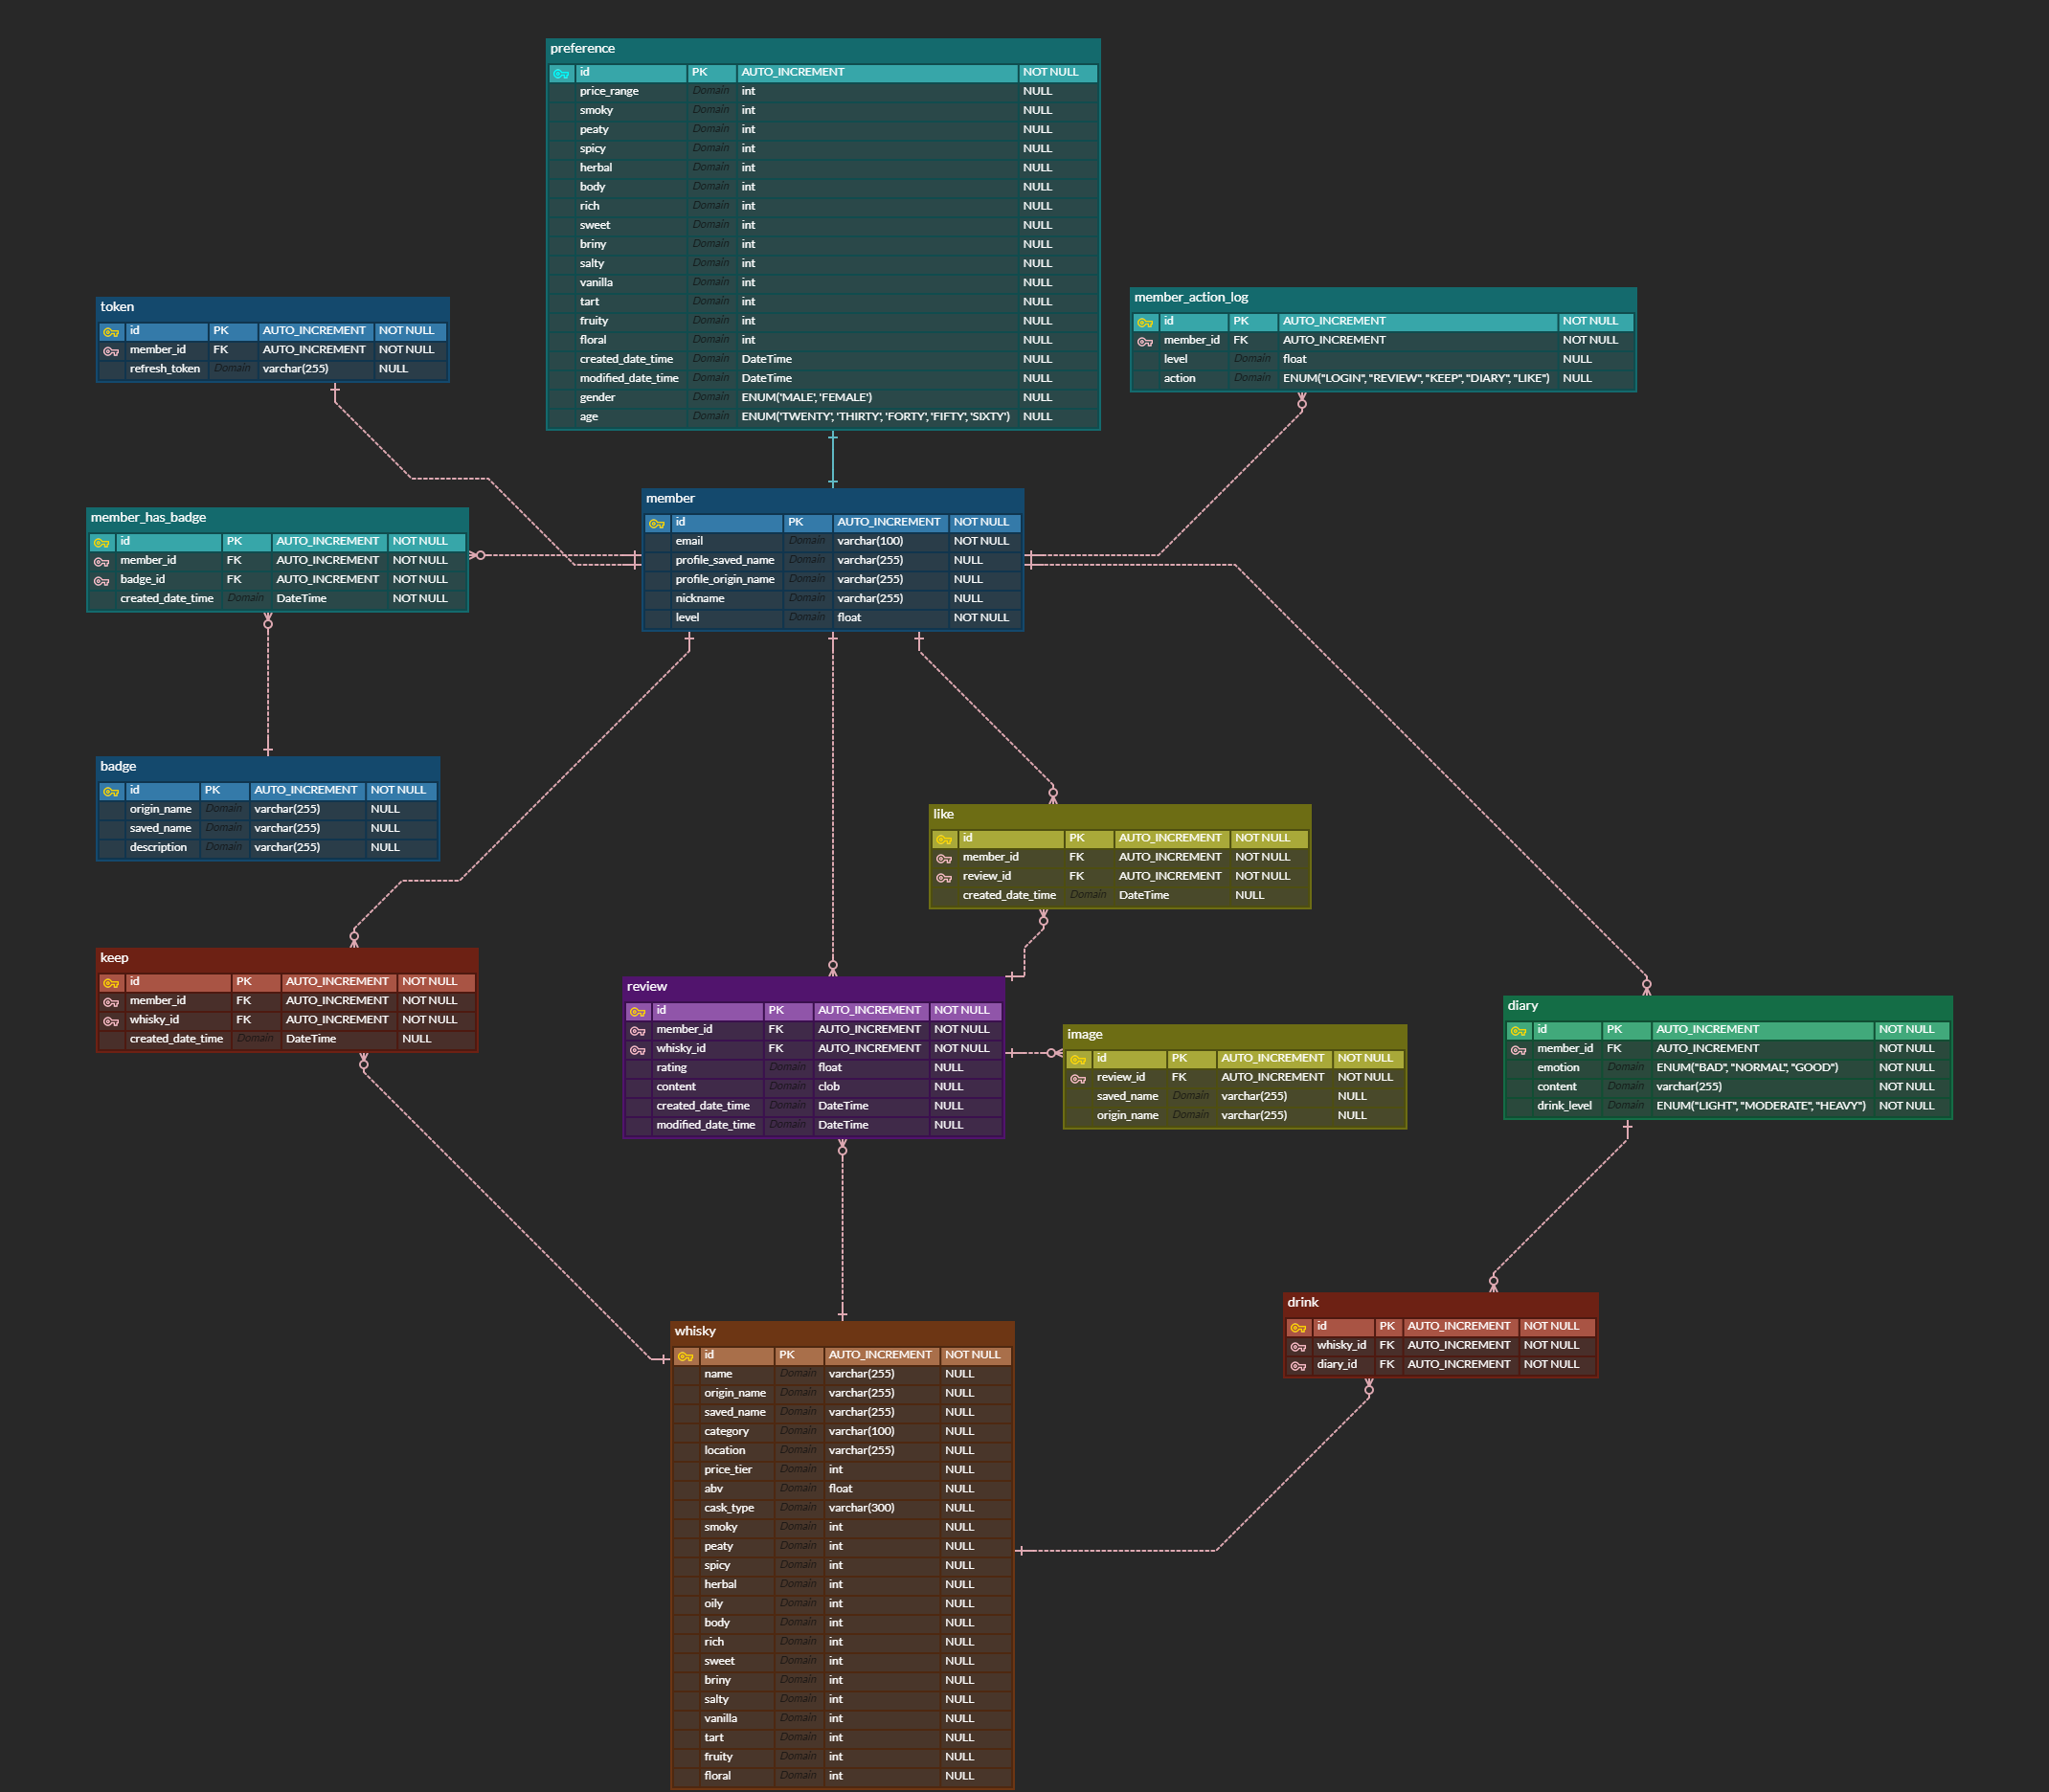 preference
id PK AUTO_INCREMENT NOT NULL
price_range Domain int NULL
smoky Domain int NULL
peaty Domain int NULL
spicy Domain int NULL
herbal Domain int NULL
body Domain int NULL
rich Domain int NULL
sweet Domain int NULL
briny Domain int NULL
salty Domain int NULL
vanilla Domain int NULL
tart Domain int NULL
fruity Domain int NULL
floral Domain int NULL
created_date_time Domain DateTime NULL
modified_date_time Domain DateTime NULL
gender Domain ENUM('MALE', 'FEMALE') NULL
age Domain ENUM('TWENTY', 'THIRTY', 'FORTY', 'FIFTY', 'SIXTY') NULL
token
id PK AUTO_INCREMENT NOT NULL
member_id FK AUTO_INCREMENT NOT NULL
refresh_token Domain varchar(255) NULL
member_action_log
id PK AUTO_INCREMENT NOT NULL
member_id FK AUTO_INCREMENT NOT NULL
level Domain float NULL
action Domain ENUM("LOGIN", "REVIEW", "KEEP", "DIARY", "LIKE") NULL
member
id PK AUTO_INCREMENT NOT NULL
email Domain varchar(100) NOT NULL
profile_saved_name Domain varchar(255) NULL
profile_origin_name Domain varchar(255) NULL
nickname Domain varchar(255) NULL
level Domain float NOT NULL
member_has_badge
id PK AUTO_INCREMENT NOT NULL
member_id FK AUTO_INCREMENT NOT NULL
badge_id FK AUTO_INCREMENT NOT NULL
created_date_time Domain DateTime NOT NULL
badge
id PK AUTO_INCREMENT NOT NULL
origin_name Domain varchar(255) NULL
saved_name Domain varchar(255) NULL
description Domain varchar(255) NULL
like
id PK AUTO_INCREMENT NOT NULL
member_id FK AUTO_INCREMENT NOT NULL
review_id FK AUTO_INCREMENT NOT NULL
created_date_time Domain DateTime NULL
keep
id PK AUTO_INCREMENT NOT NULL
member_id FK AUTO_INCREMENT NOT NULL
whisky_id FK AUTO_INCREMENT NOT NULL
created_date_time Domain DateTime NULL
review
id PK AUTO_INCREMENT NOT NULL
member_id FK AUTO_INCREMENT NOT NULL
whisky_id FK AUTO_INCREMENT NOT NULL
rating Domain float NULL
content Domain clob NULL
created_date_time Domain DateTime NULL
modified_date_time Domain DateTime NULL
image
id PK AUTO_INCREMENT NOT NULL
review_id FK AUTO_INCREMENT NOT NULL
saved_name Domain varchar(255) NULL
origin_name Domain varchar(255) NULL
diary
id PK AUTO_INCREMENT NOT NULL
member_id FK AUTO_INCREMENT NOT NULL
emotion Domain ENUM("BAD", "NORMAL", "GOOD") NOT NULL
content Domain varchar(255) NOT NULL
drink_level Domain ENUM("LIGHT", "MODERATE", "HEAVY") NOT NULL
drink
id PK AUTO_INCREMENT NOT NULL
whisky_id FK AUTO_INCREMENT NOT NULL
diary_id FK AUTO_INCREMENT NOT NULL
whisky
id PK AUTO_INCREMENT NOT NULL
name Domain varchar(255) NULL
origin_name Domain varchar(255) NULL
saved_name Domain varchar(255) NULL
category Domain varchar(100) NULL
location Domain varchar(255) NULL
price_tier Domain int NULL
abv Domain float NULL
cask_type Domain varchar(300) NULL
smoky Domain int NULL
peaty Domain int NULL
spicy Domain int NULL
herbal Domain int NULL
oily Domain int NULL
body Domain int NULL
rich Domain int NULL
sweet Domain int NULL
briny Domain int NULL
salty Domain int NULL
vanilla Domain int NULL
tart Domain int NULL
fruity Domain int NULL
floral Domain int NULL